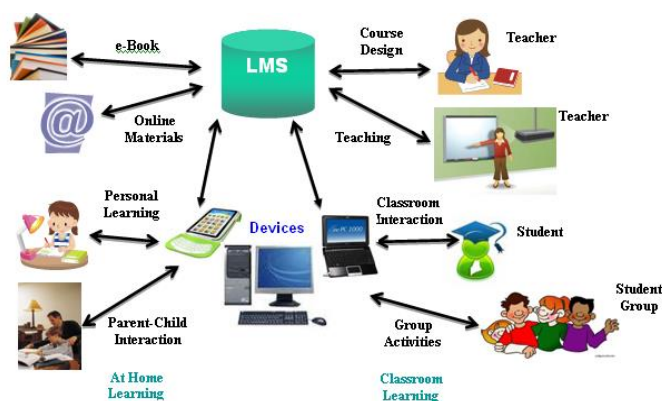 e-Book
LMS
Course
Design
Teacher
Online
Materials
Teaching
Teacher
Personal
Learning
Devices
Classroom
Interaction
Student
Parent-Child
Interaction
Group
Activities
Student
Group
At Home
Learning
Classroom
Learning